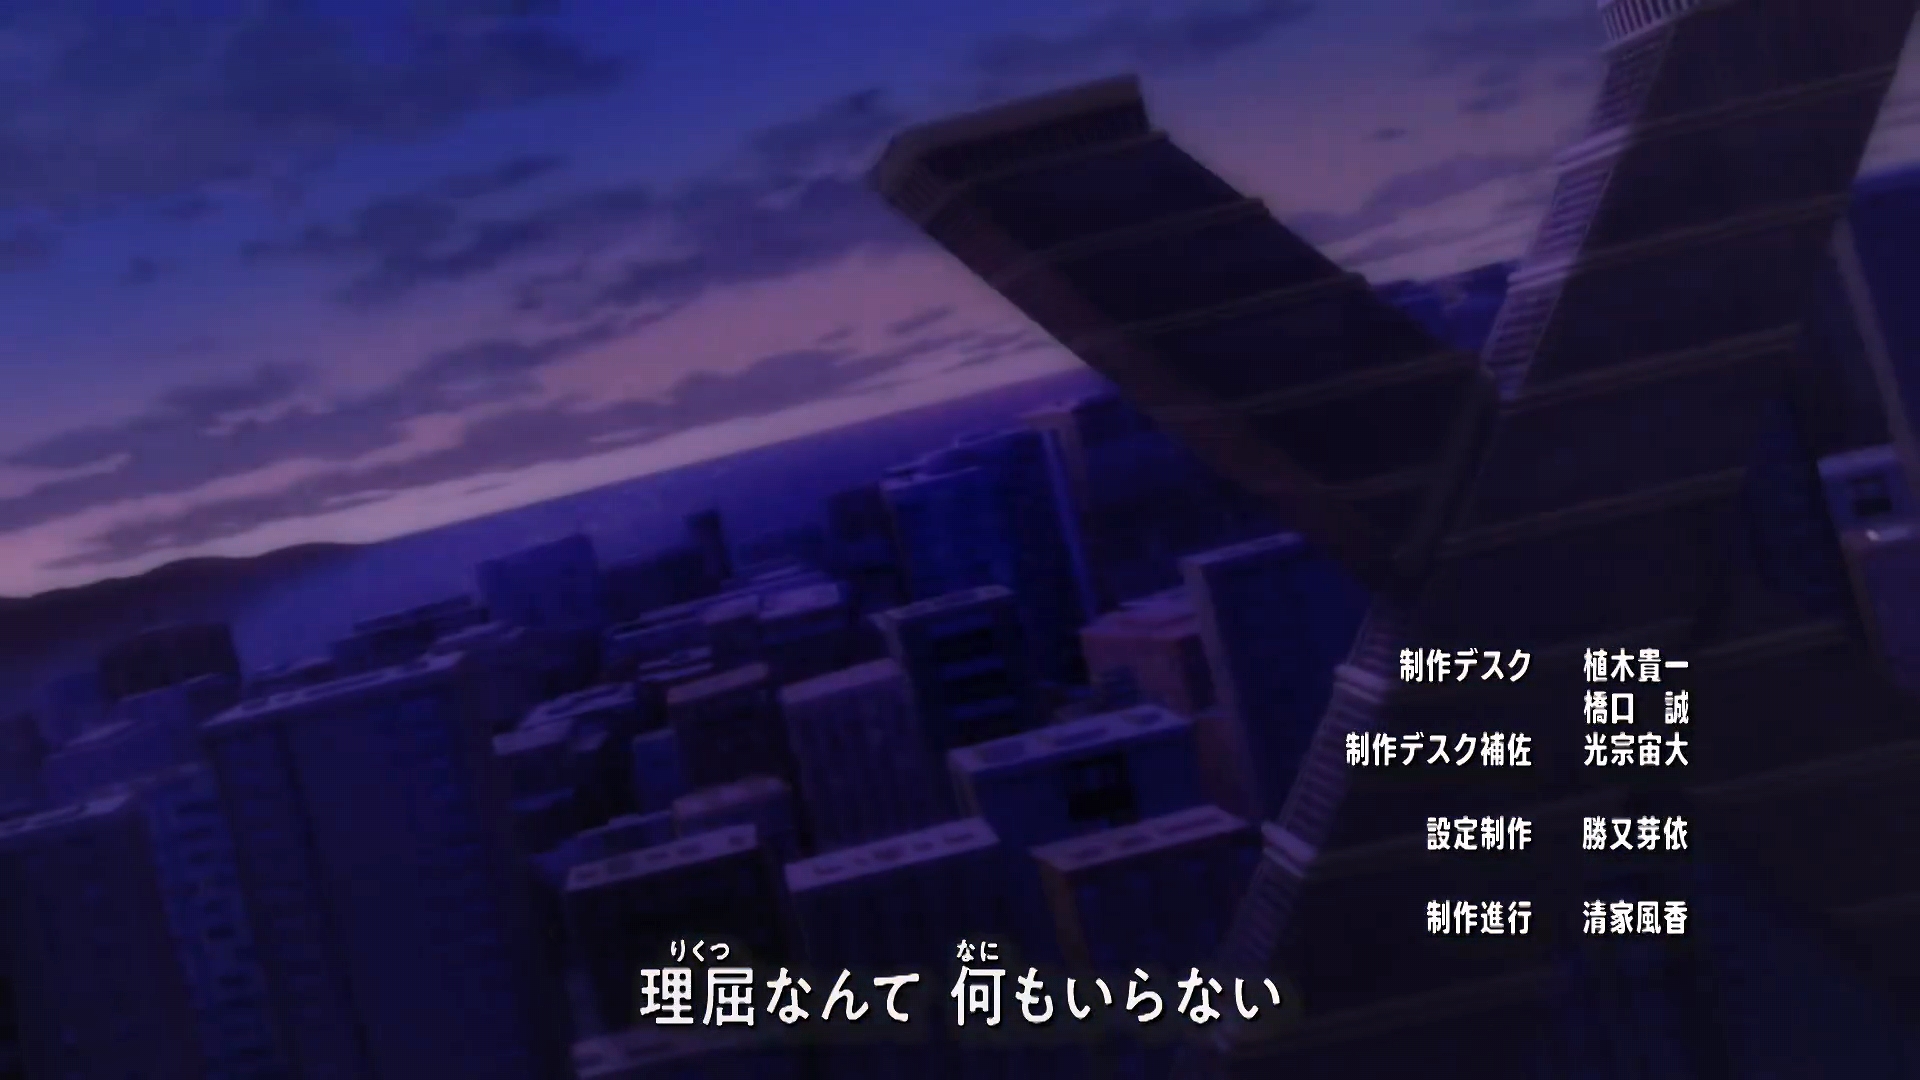 制作デスク 植木貴一
橋口 誠
制作デスク補佐 光宗宙大
設定制作 勝又芽依
制作進行 清家風香
りくつ なに
理屈なんて 何もいらない